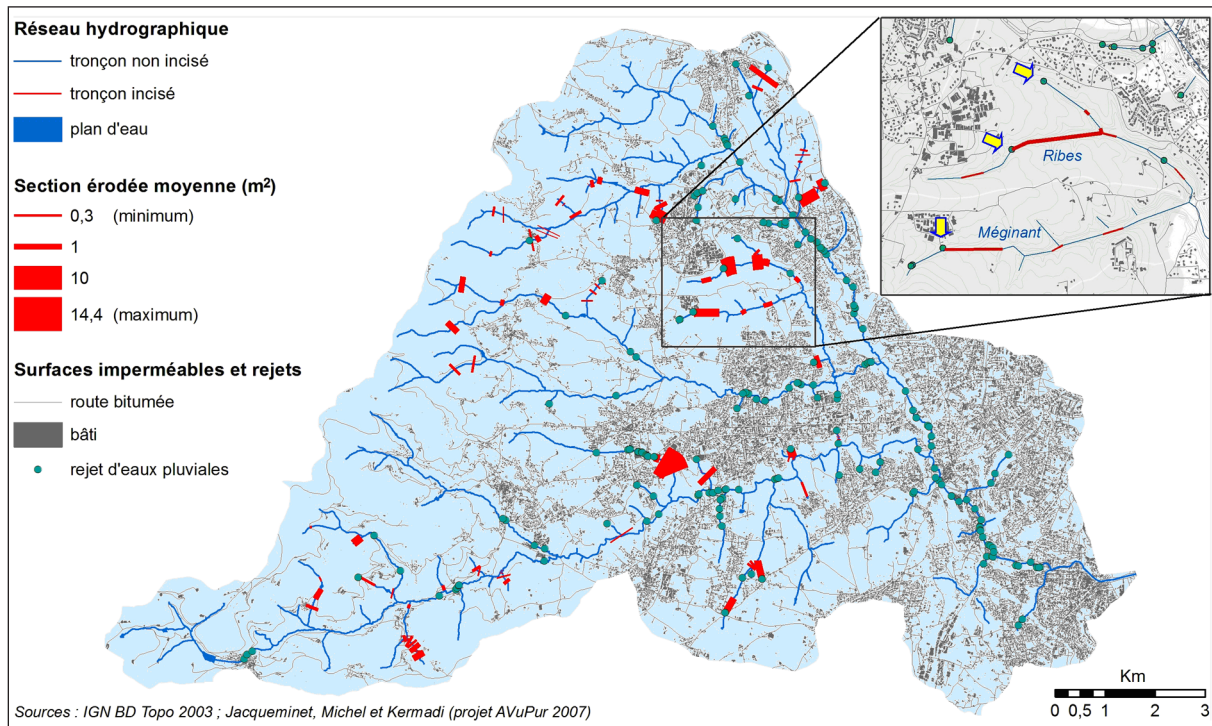 Réseau hydrographique
tronçon non incisé
tronçon incisé
plan d'eau
Section érodée moyenne (m²)
0,3 (minimum)
1
10
14,4 (maximum)
Surfaces imperméables et rejets
route bitumée
bâti
rejet d'eaux pluviales
Ribes
Méginant
Km
0 0,5 1 2 3
Sources : IGN BD Topo 2003 ; Jacqueminet, Michel et Kermadi (projet AVuPur 2007)